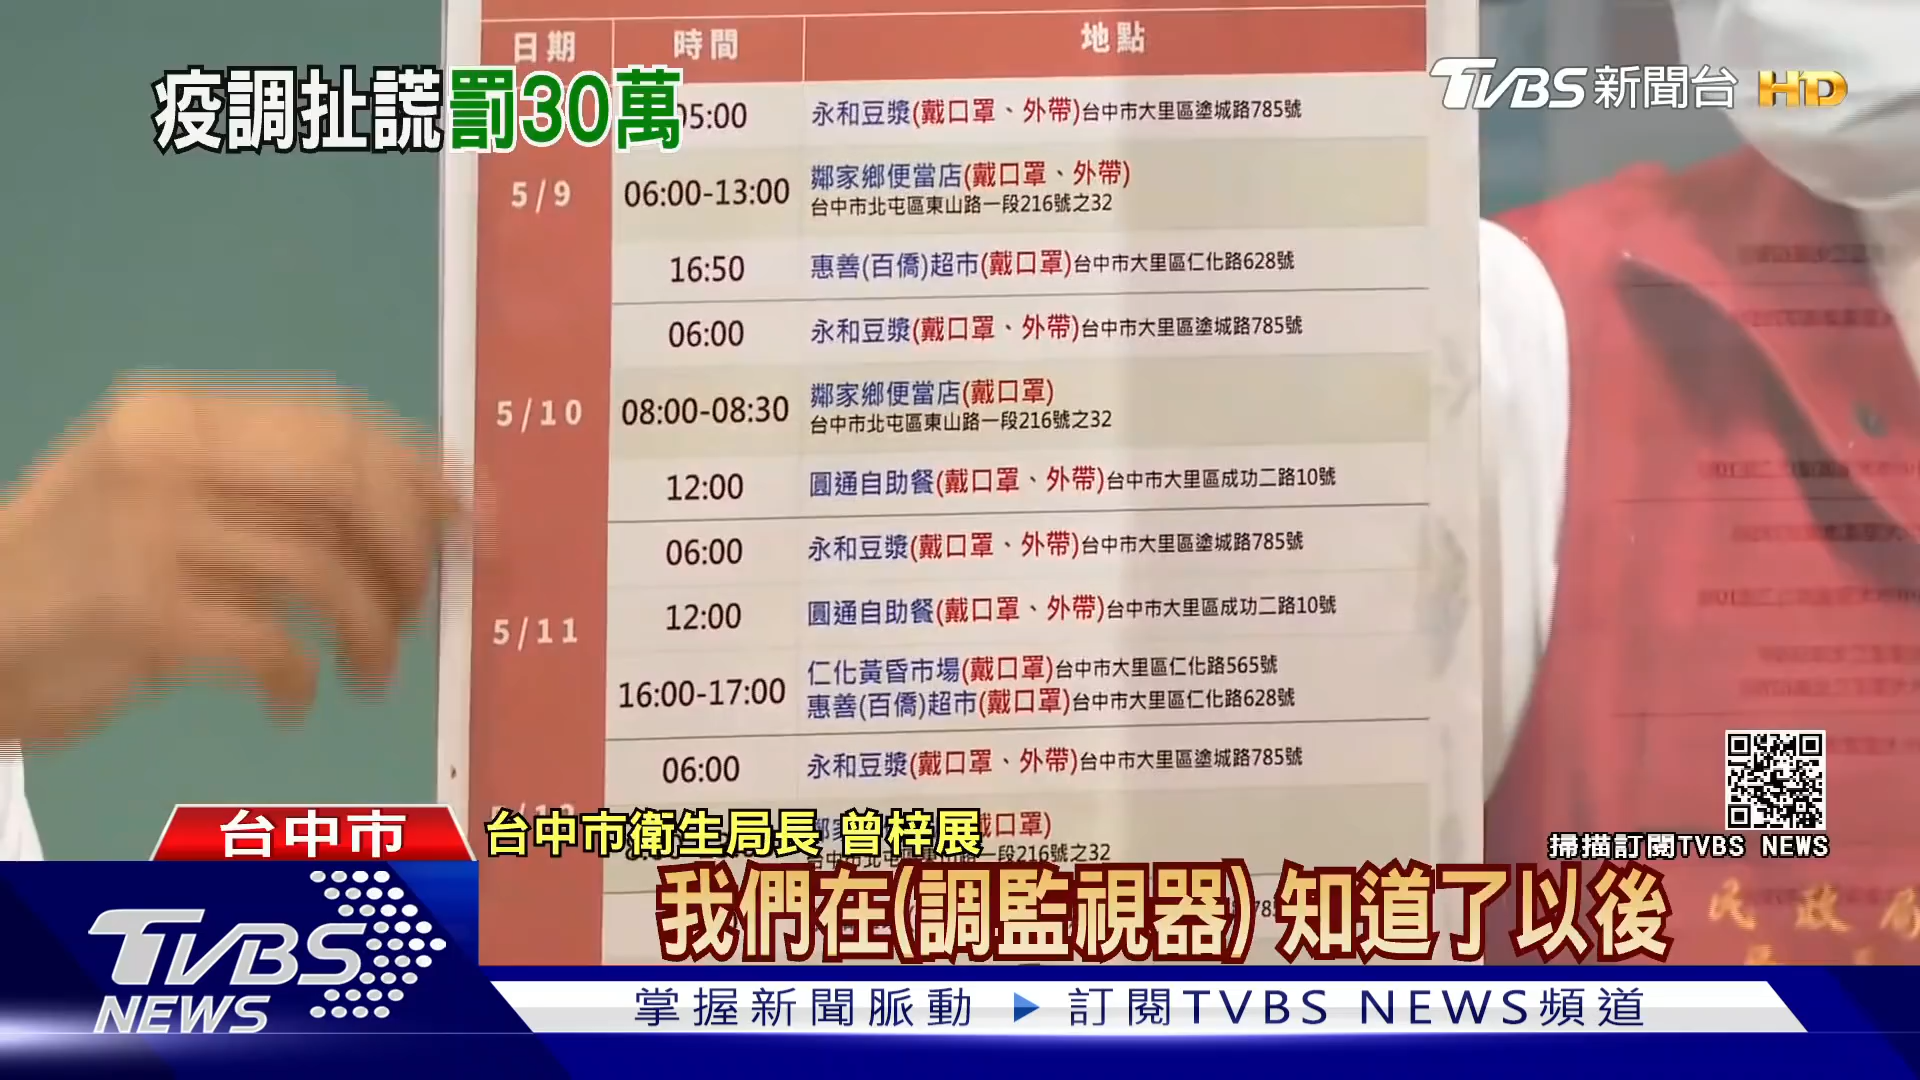 日期 時間 地點
疫調扯謊罰30萬
TVBS新聞台 HD
05:00 永和豆漿(戴口罩、外帶)台中市大里區塗城路785號
5/9 06:00-13:00 鄰家鄉便當店(戴口罩、外帶)
台中市北屯區東山路一段216號之32
16:50 惠善(百僑)超市(戴口罩)台中市大里區仁化路628號
06:00 永和豆漿(戴口罩、外帶)台中市大里區塗城路785號
5/10 08:00-08:30 鄰家鄉便當店(戴口罩)
台中市北屯區東山路一段216號之32
12:00 圓通自助餐(戴口罩、外帶)台中市大里區成功二路10號
06:00 永和豆漿(戴口罩、外帶)台中市大里區塗城路785號
5/11 12:00 圓通自助餐(戴口罩、外帶)台中市大里區成功二路10號
16:00-17:00 仁化黃昏市場(戴口罩)台中市大里區仁化路565號
惠善(百僑)超市(戴口罩)台中市大里區仁化路628號
06:00 永和豆漿(戴口罩、外帶)台中市大里區塗城路785號
口罩)
一段216號之32
台中市 台中市衛生局長 曾梓展
掃描訂閱TVBS NEWS
我們在(調監視器) 知道了以後
民政局
TVBS NEWS
掌握新聞脈動 ▶ 訂閱TVBS NEWS頻道